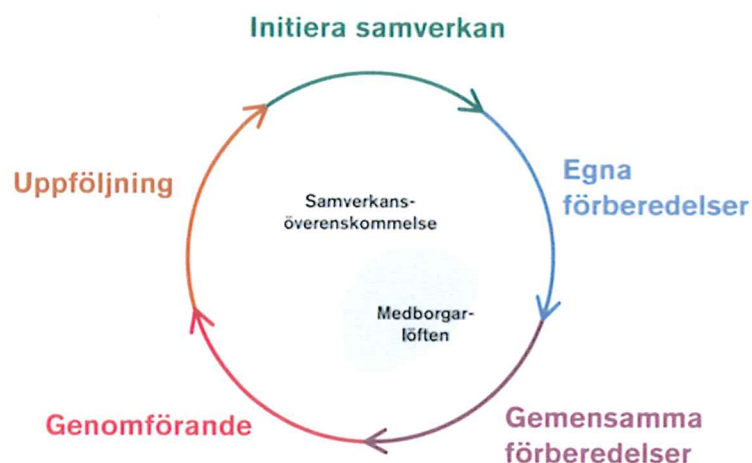 Initiera samverkan
Egna
förberedelser
Gemensamma
förberedelser
Genomförande
Uppföljning
Samverkans-
överenskommelse
Medborgar-
löften